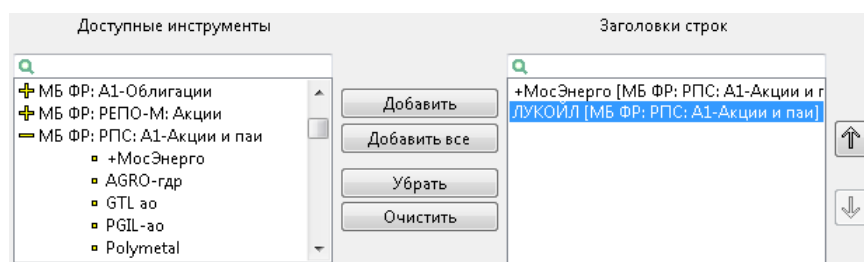 Доступные инструменты
Заголовки строк
МБ ФР: А1-Облигации
МБ ФР: РЕПО-М: Акции
МБ ФР: РПС: А1-Акции и паи
+МосЭнерго
AGRO-гдр
GTL ао
PGIL-ао
Polymetal
Добавить
Добавить все
Убрать
Очистить
+МосЭнерго [МБ ФР: РПС: А1-Акции и г
ЛУКОЙЛ [МБ ФР: РПС: А1-Акции и паи]